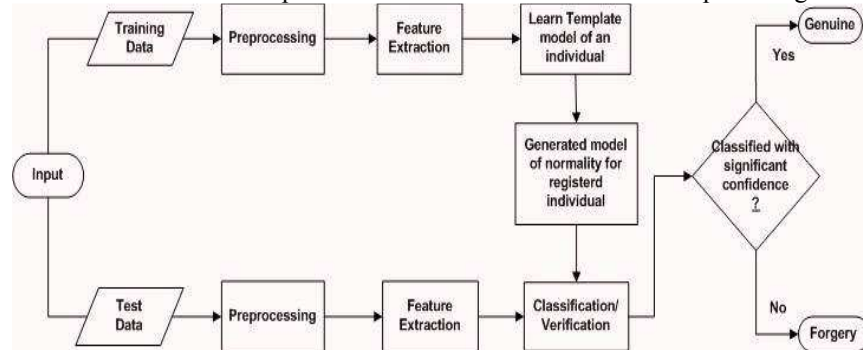 Training
Data
Preprocessing
Feature
Extraction
Learn Template
model of an
individual
Genuine
Yes
Input
Generated model
of normality for
registerd
individual
Classified with
significant
confidence
?
Test
Data
Preprocessing
Feature
Extraction
Classification/
Verification
No
Forgery